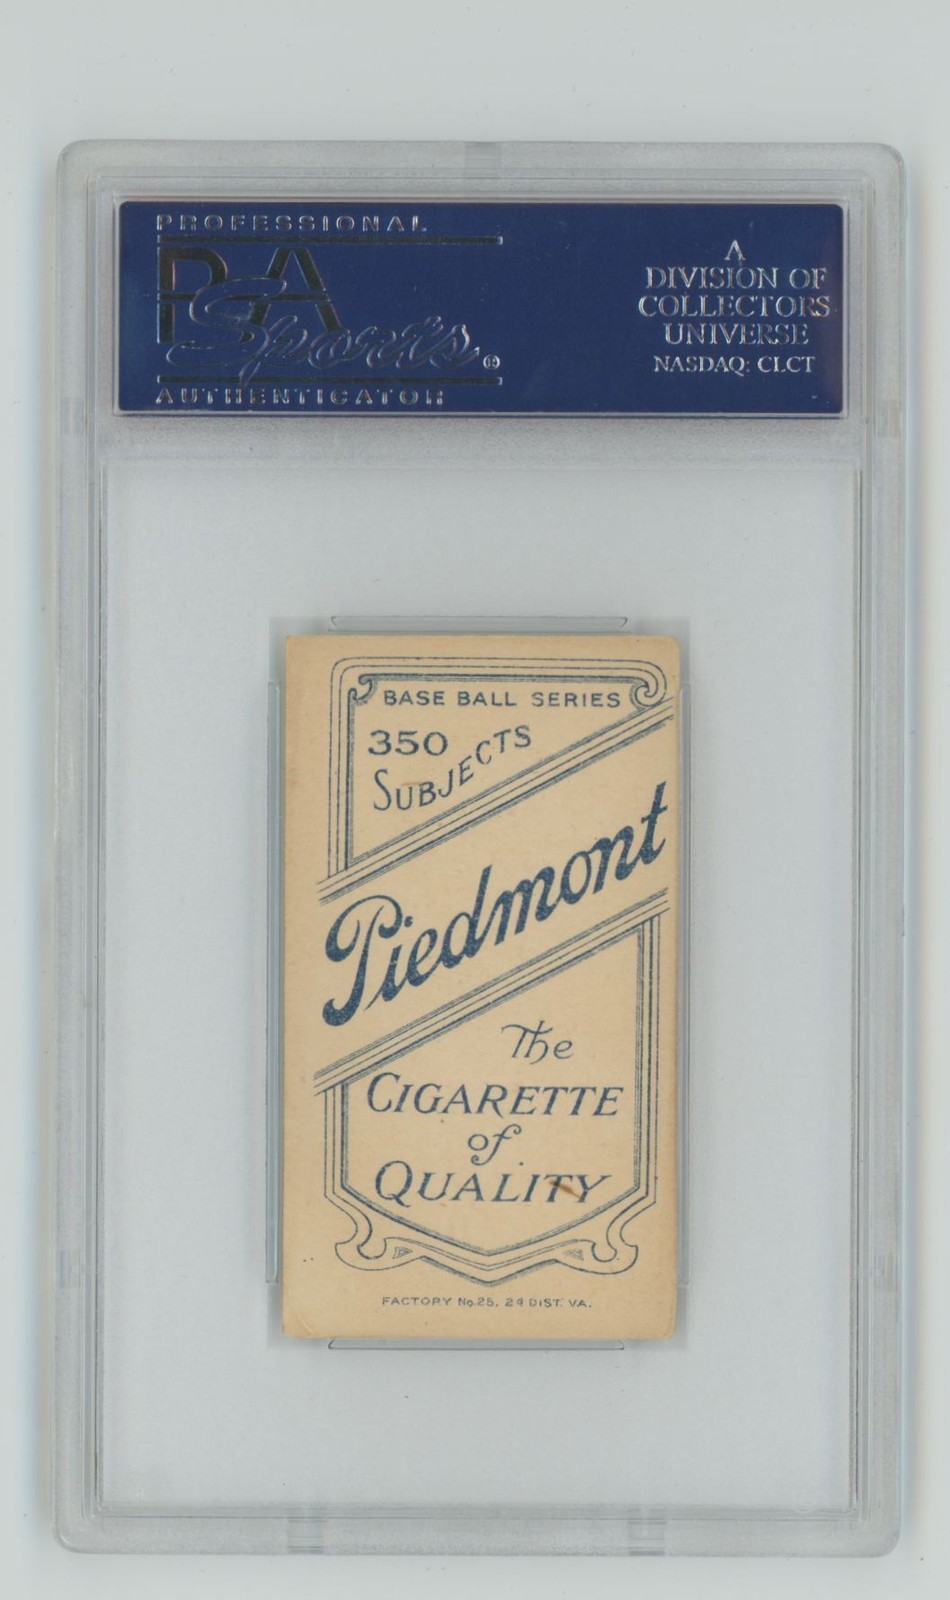 PROFESSIONAL
PSA
Sports®
AUTHENTICATOR
A
DIVISION OF
COLLECTORS
UNIVERSE
NASDAQ: CLCT
BASE BALL SERIES
350
SUBJECTS
Piedmont
The
CIGARETTE
of
QUALITY
FACTORY No. 25, 2d DIST. VA.